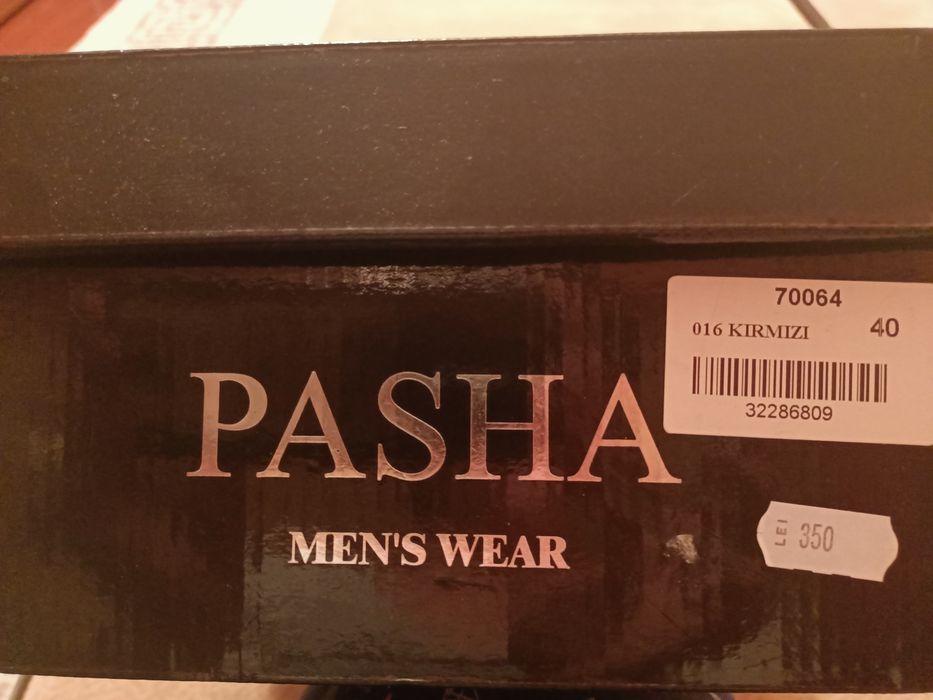 70064
016 KIRMIZI 40
32286809
PASHA
MEN'S WEAR
LEI 350